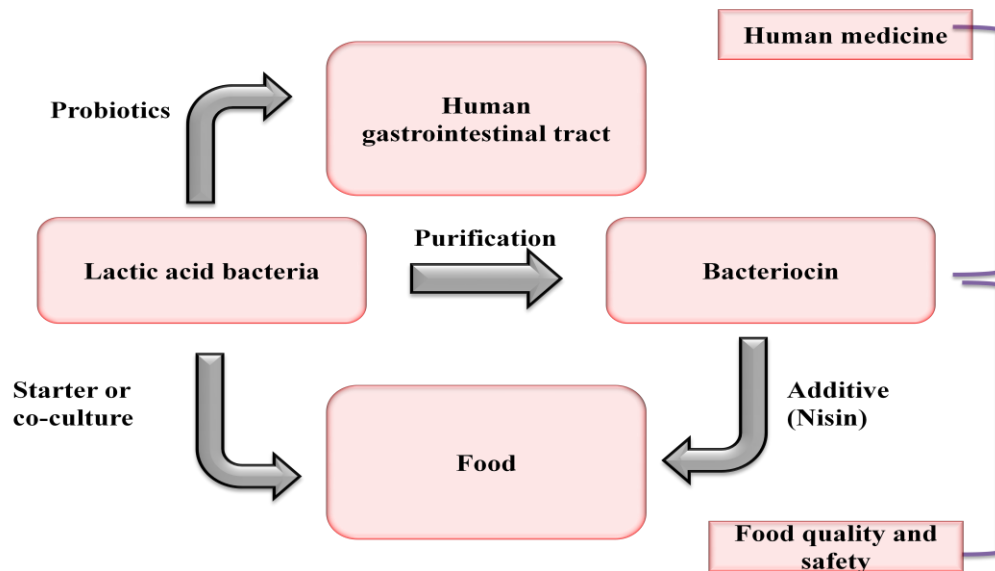 Human medicine
Probiotics
Human
gastrointestinal tract
Lactic acid bacteria
Purification
Bacteriocin
Starter or
co-culture
Food
Additive
(Nisin)
Food quality and
safety